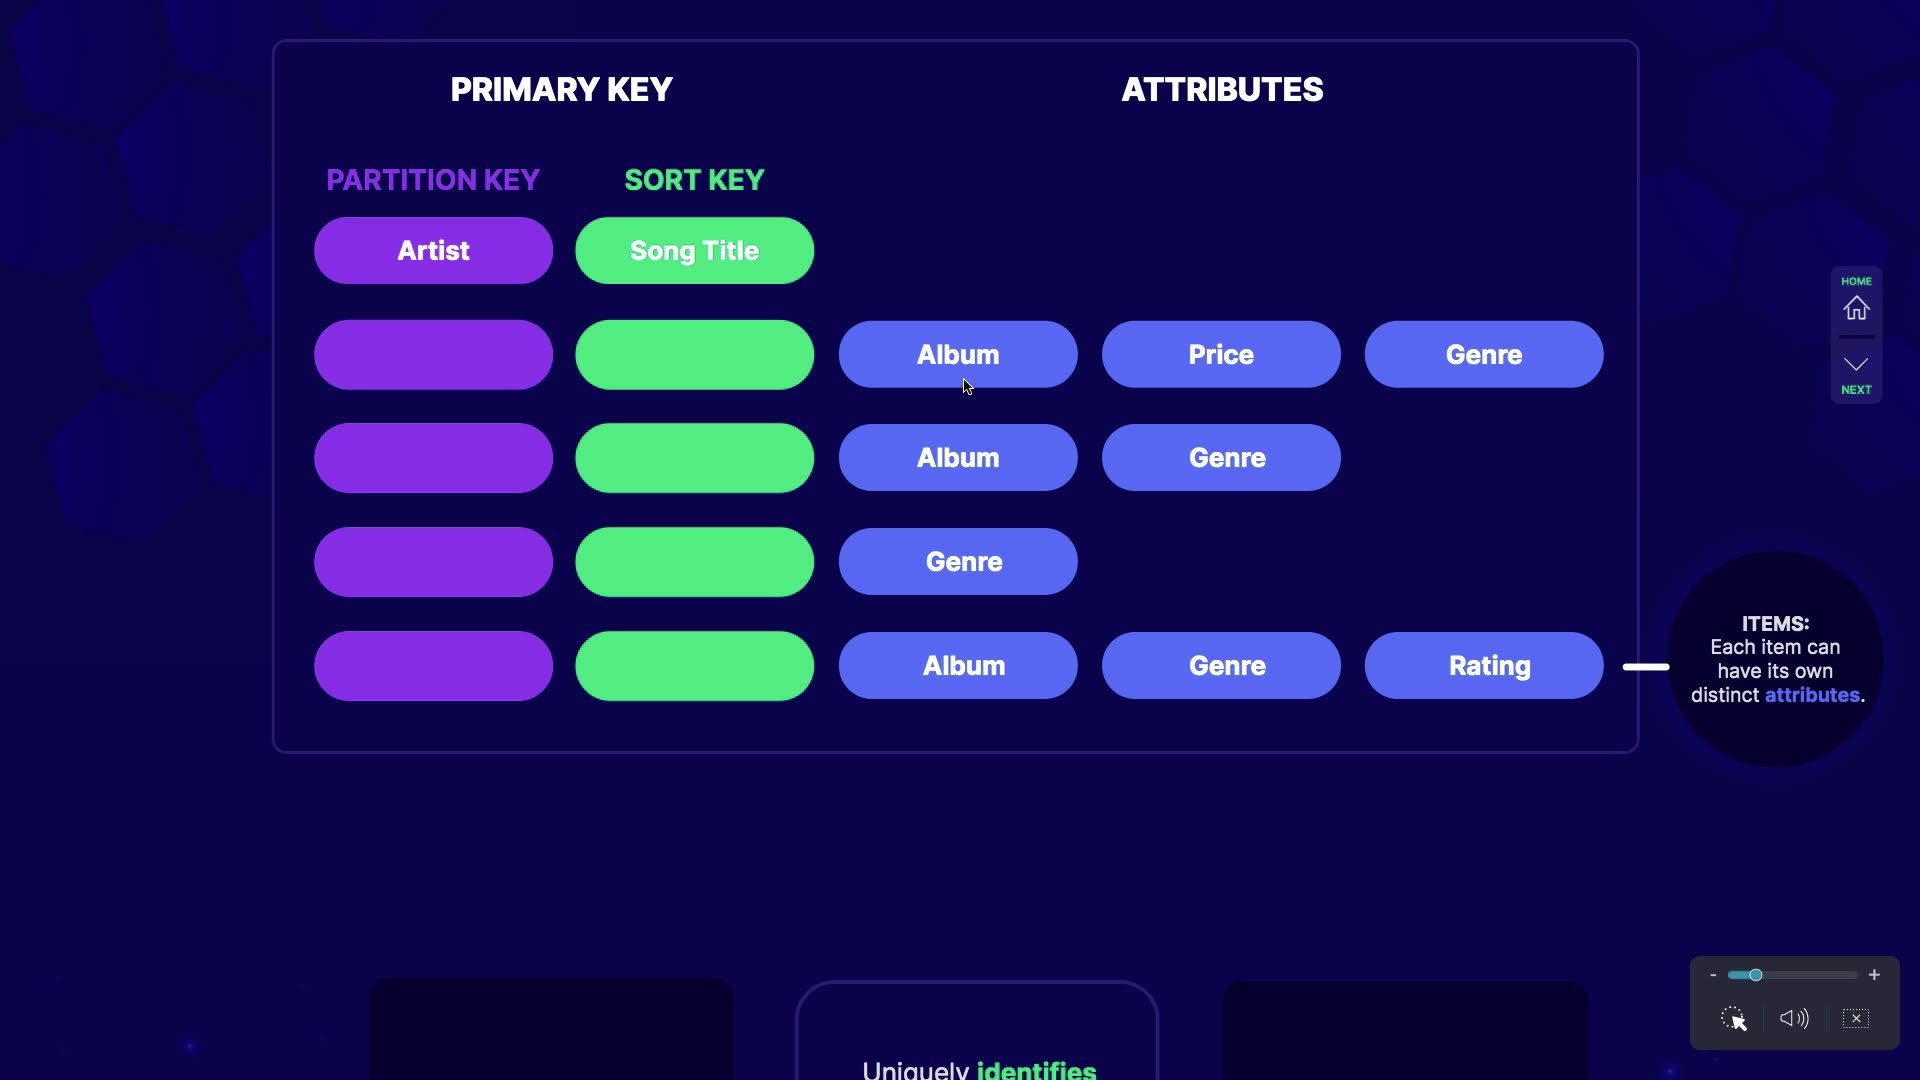 PRIMARY KEY
ATTRIBUTES
PARTITION KEY
SORT KEY
Artist
Song Title
Album
Price
Genre
Album
Genre
Genre
Album
Genre
Rating
HOME
NEXT
ITEMS:
Each item can
have its own
distinct attributes.
- +
Uniquely identifies